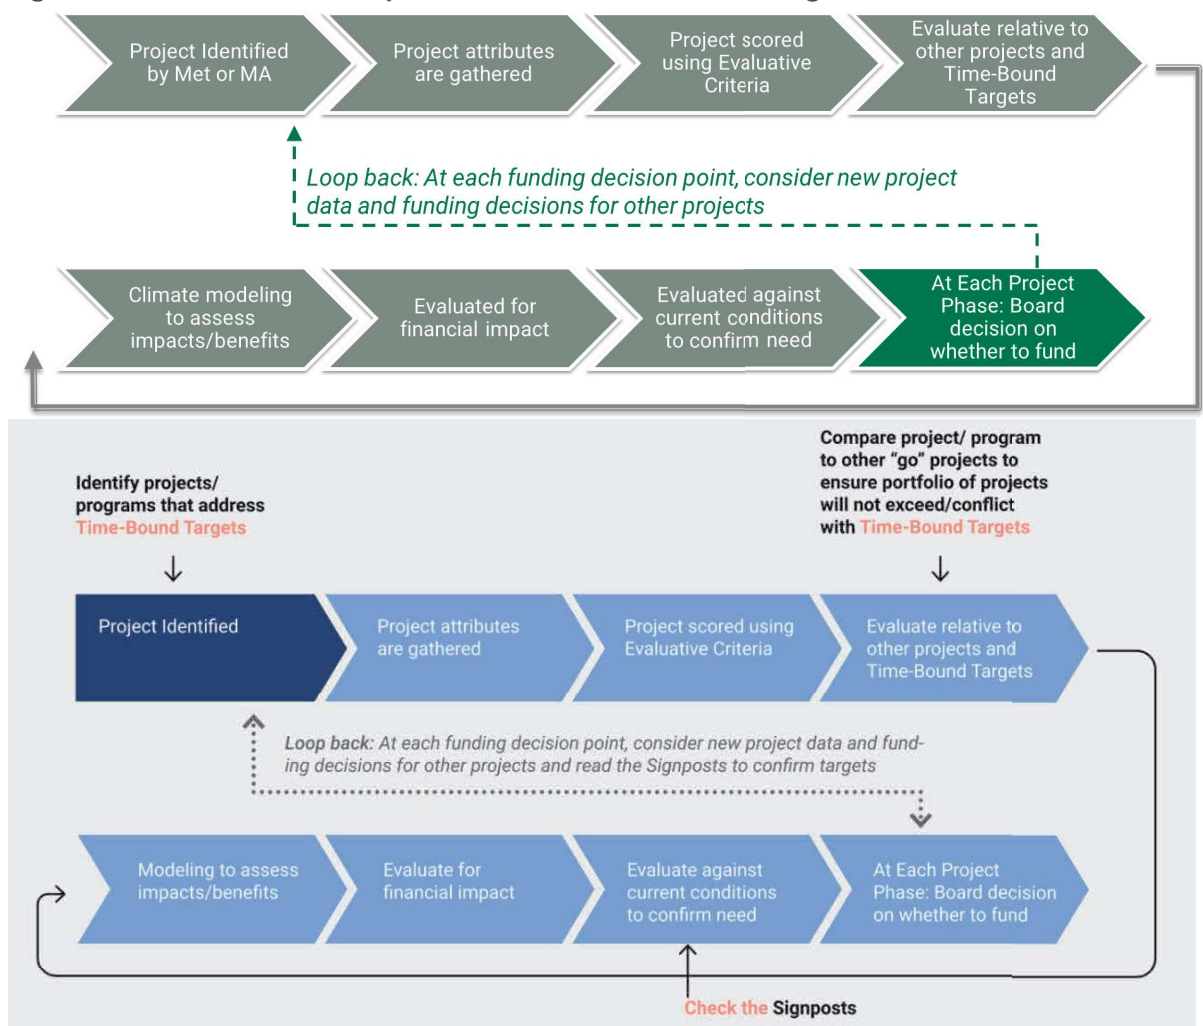 Project Identified
by Met or MA
Project attributes
are gathered
Project scored
using Evaluative
Criteria
Evaluate relative to
other projects and
Time-Bound
Targets
Loop back: At each funding decision point, consider new project
data and funding decisions for other projects
Climate modeling
to assess
impacts/benefits
Evaluated for
financial impact
Evaluated against
current conditions
to confirm need
At Each Project
Phase: Board
decision on
whether to fund
Identify projects/
programs that address
Time-Bound Targets
Compare project/ program
to other “go” projects to
ensure portfolio of projects
will not exceed/conflict
with Time-Bound Targets
Project Identified
Project attributes
are gathered
Project scored using
Evaluative Criteria
Evaluate relative to
other projects and
Time-Bound Targets
Loop back: At each funding decision point, consider new project data and fund-
ing decisions for other projects and read the Signposts to confirm targets
Modeling to assess
impacts/benefits
Evaluate for
financial impact
Evaluate against
current conditions
to confirm need
At Each Project
Phase: Board decision
on whether to fund
Check the Signposts